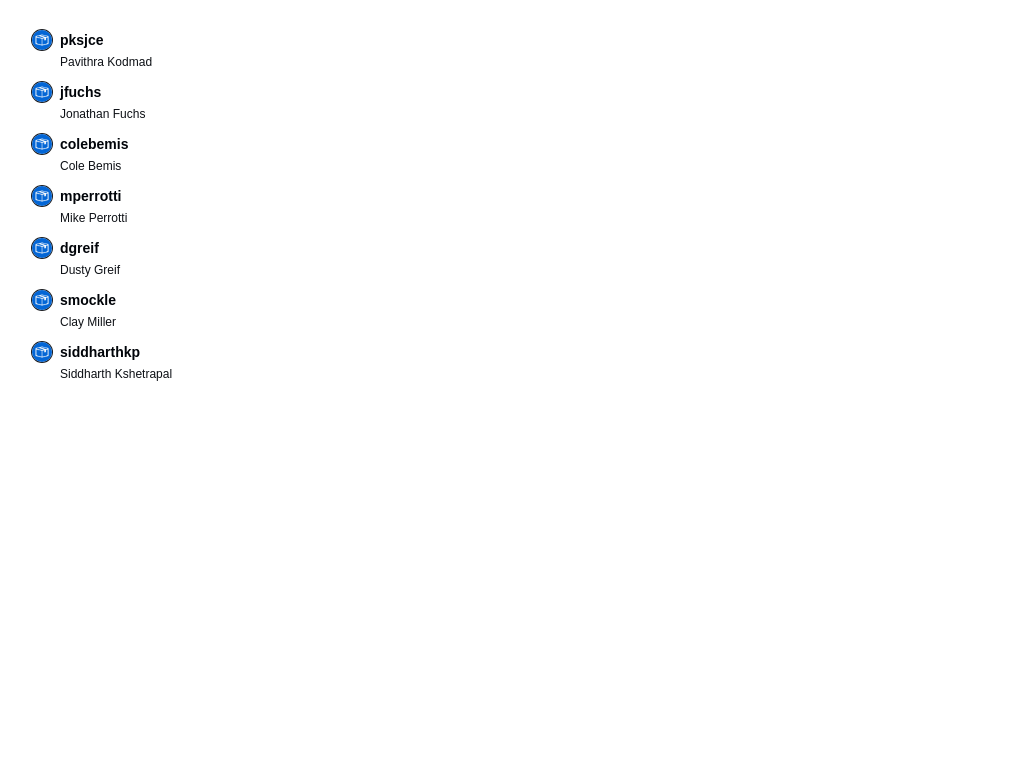 pksjce
Pavithra Kodmad
jfuchs
Jonathan Fuchs
colebemis
Cole Bemis
mperrotti
Mike Perrotti
dgreif
Dusty Greif
smockle
Clay Miller
siddharthkp
Siddharth Kshetrapal